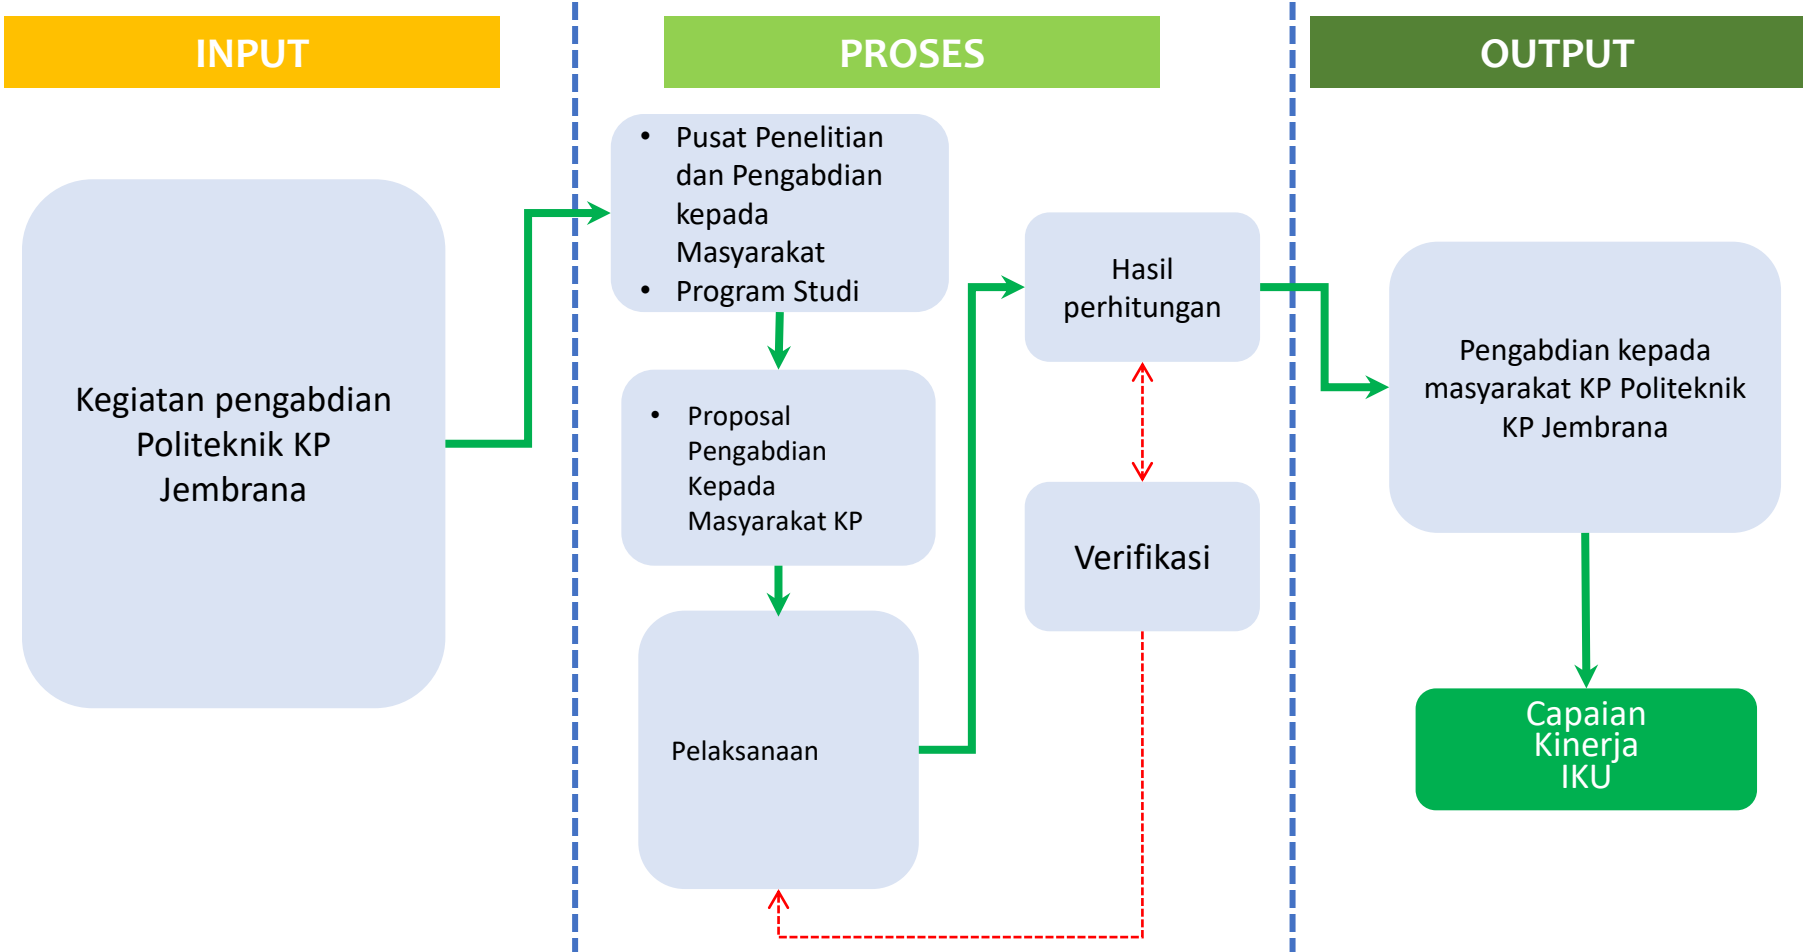 INPUT
PROSES
OUTPUT
Kegiatan pengabdian
Politeknik KP
Jembrana
• Pusat Penelitian
dan Pengabdian
kepada
Masyarakat
• Program Studi
• Proposal
Pengabdian
Kepada
Masyarakat KP
Pelaksanaan
Hasil
perhitungan
Verifikasi
Pengabdian kepada
masyarakat KP Politeknik
KP Jembrana
Capaian
Kinerja
IKU